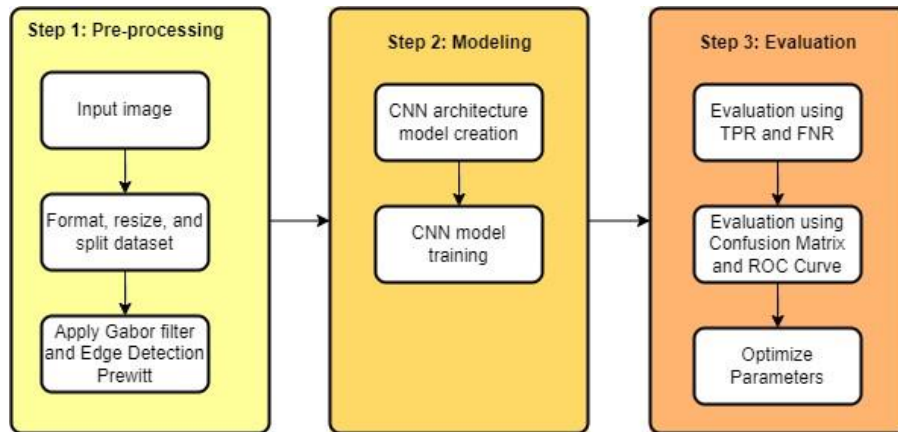 Step 1: Pre-processing
Input image
Format, resize, and
split dataset
Apply Gabor filter
and Edge Detection
Prewitt
Step 2: Modeling
CNN architecture
model creation
CNN model
training
Step 3: Evaluation
Evaluation using
TPR and FNR
Evaluation using
Confusion Matrix
and ROC Curve
Optimize
Parameters